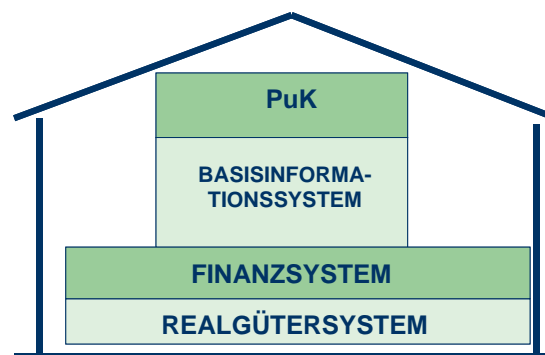 PuK
BASISINFORMA-
TIONSSYSTEM
FINANZSYSTEM
REALGÜTERSYSTEM